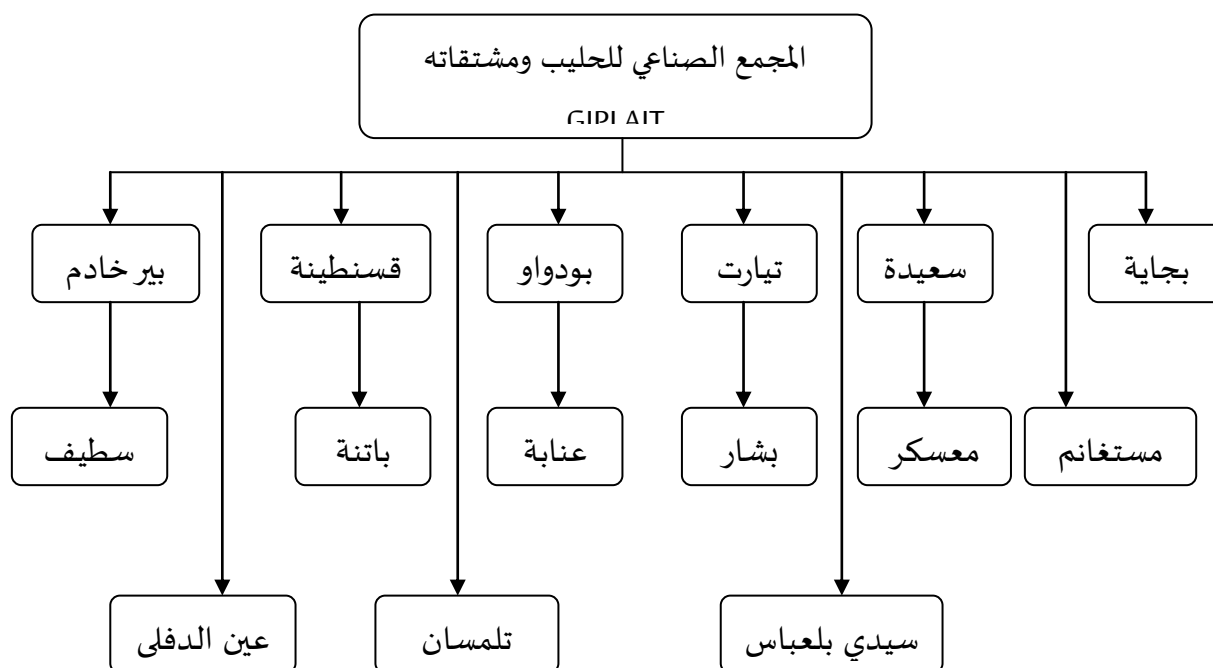 المجمع الصناعي للحليب ومشتقاته
GIPLAIT
بجاية
سعيدة
تيارت
بودواو
قسنطينة
بير خادم
مستغانم
معسكر
بشار
عنابة
باتنة
سطيف
سيدي بلعباس
تلمسان
عين الدفلى